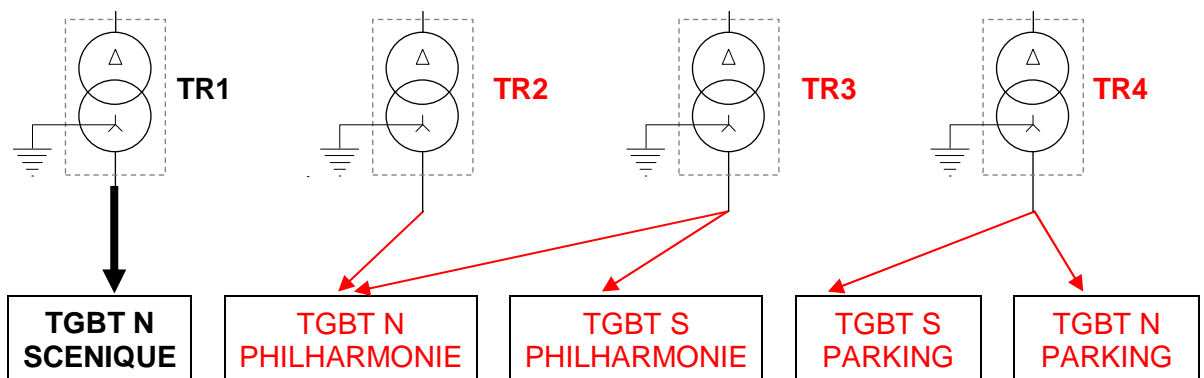 TR1
TR2
TR3
TR4
TGBT N
SCENIQUE
TGBT N
PHILHARMONIE
TGBT S
PHILHARMONIE
TGBT S
PARKING
TGBT N
PARKING